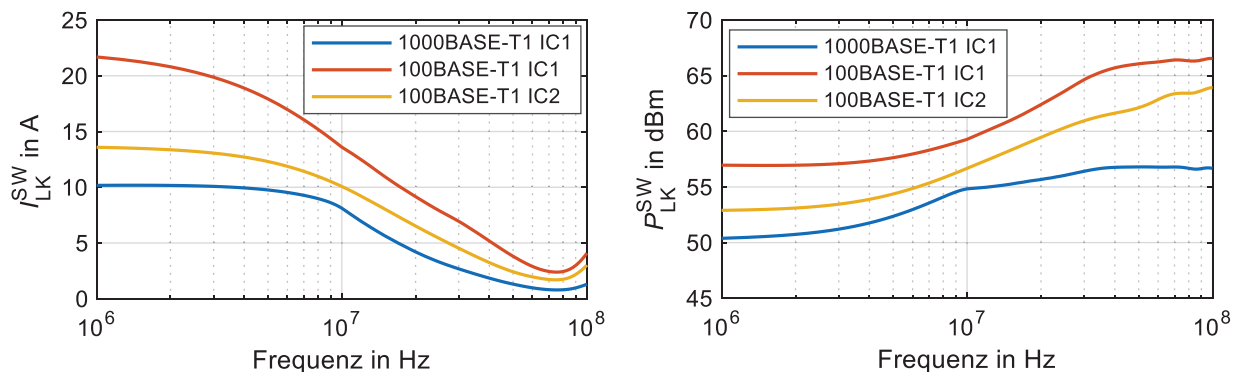 25
20
15
10
5
0
I_LK^SW in A
1000BASE-T1 IC1
100BASE-T1 IC1
100BASE-T1 IC2
10^6
10^7
10^8
Frequenz in Hz
70
65
60
55
50
45
P_LK^SW in dBm
1000BASE-T1 IC1
100BASE-T1 IC1
100BASE-T1 IC2
10^6
10^7
10^8
Frequenz in Hz